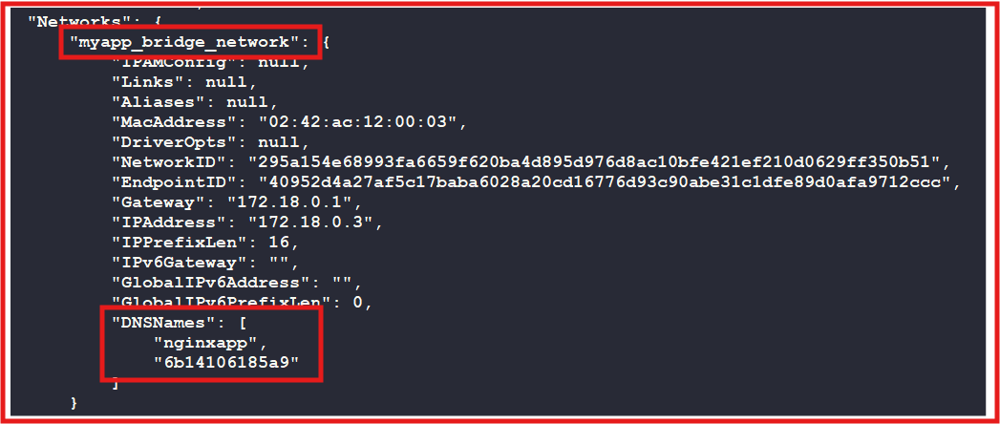 "Networks": {
"myapp_bridge_network": {
"IPAMConfig": null,
"Links": null,
"Aliases": null,
"MacAddress": "02:42:ac:12:00:03",
"DriverOpts": null,
"NetworkID": "295a154e68993fa6659f620ba4d895d976d8ac10bfe421ef210d0629ff350b51",
"EndpointID": "40952d4a27af5c17baba6028a20cd16776d93c90abe31c1dfe89d0afa9712ccc",
"Gateway": "172.18.0.1",
"IPAddress": "172.18.0.3",
"IPPrefixLen": 16,
"IPv6Gateway": "",
"GlobalIPv6Address": "",
"GlobalIPv6PrefixLen": 0,
"DNSNames": [
"nginxapp",
"6b14106185a9"
]
}